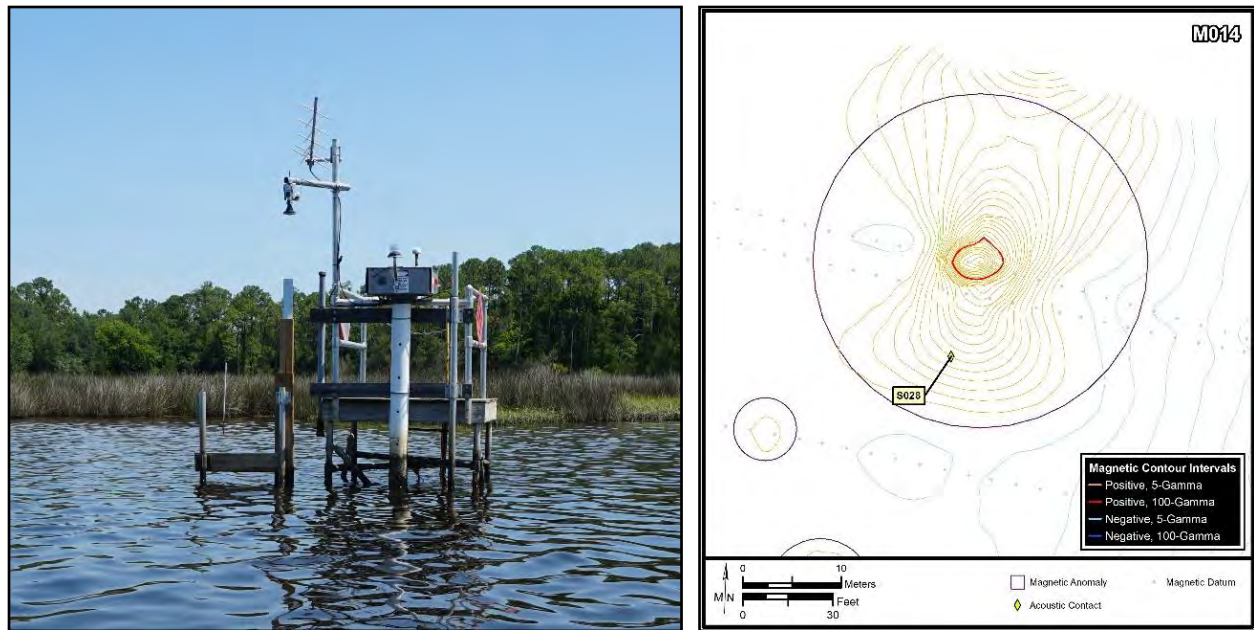 M014
S028
Magnetic Contour Intervals
Positive, 5-Gamma
Positive, 100-Gamma
Negative, 5-Gamma
Negative, 100-Gamma
M N
0 10
Meters
Feet
0 30
Magnetic Anomaly
Magnetic Datum
Acoustic Contact